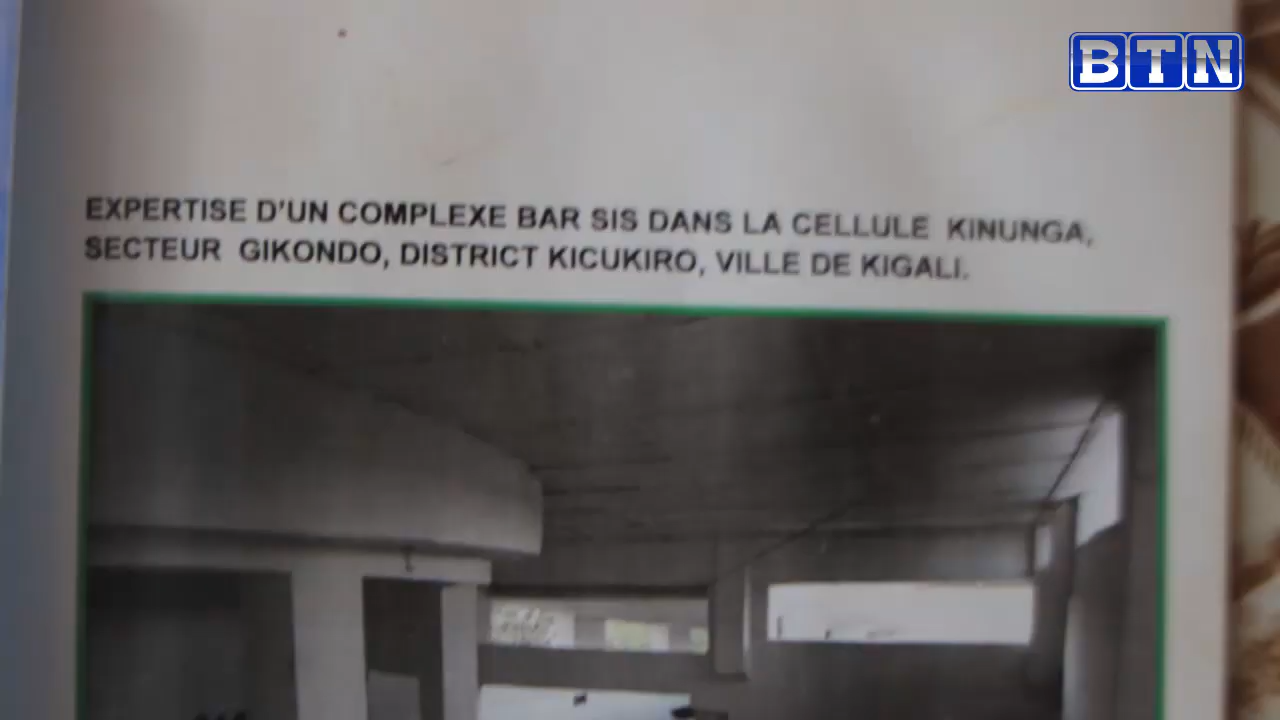 BTN
EXPERTISE D'UN COMPLEXE BAR SIS DANS LA CELLULE KINUNGA,
SECTEUR GIKONDO, DISTRICT KICUKIRO, VILLE DE KIGALI.